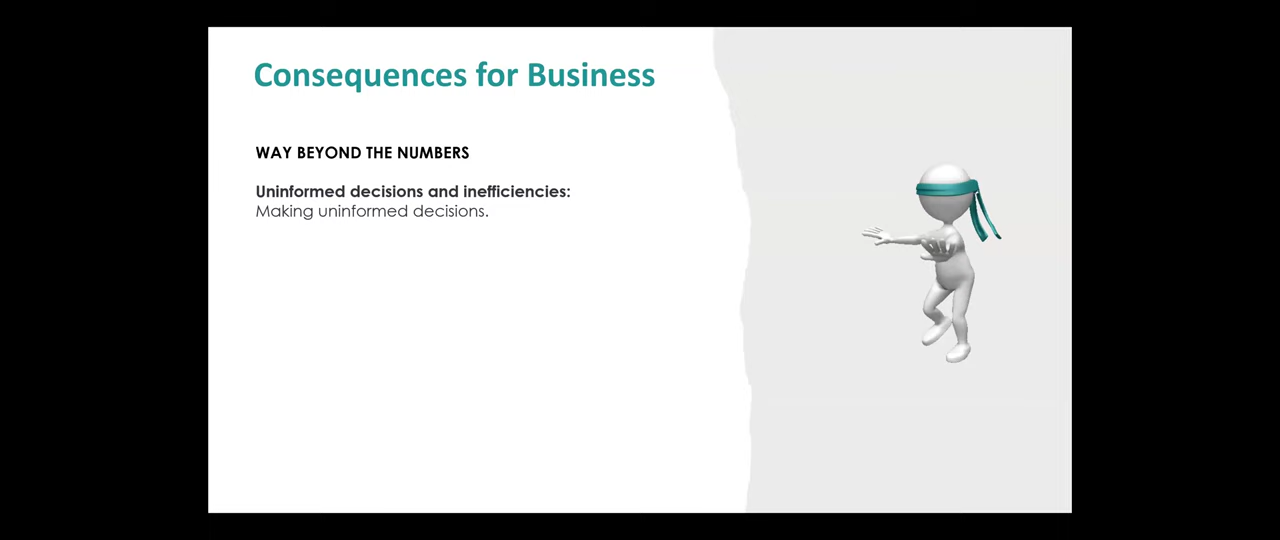 Consequences for Business
WAY BEYOND THE NUMBERS
Uninformed decisions and inefficiencies:
Making uninformed decisions.